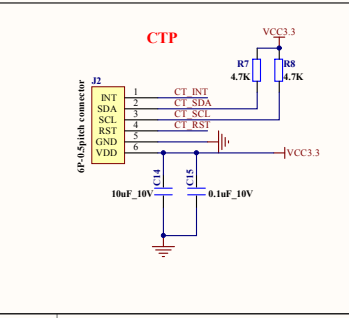 CTP
VCC3.3
R7 R8
4.7K 4.7K
J2
6P-0.5pitch connector
INT 1 CT_INT
SDA 2 CT_SDA
SCL 3 CT_SCL
RST 4 CT_RST
GND 5
VDD 6
VCC3.3
C14 C15
10uF_10V 0.1uF_10V